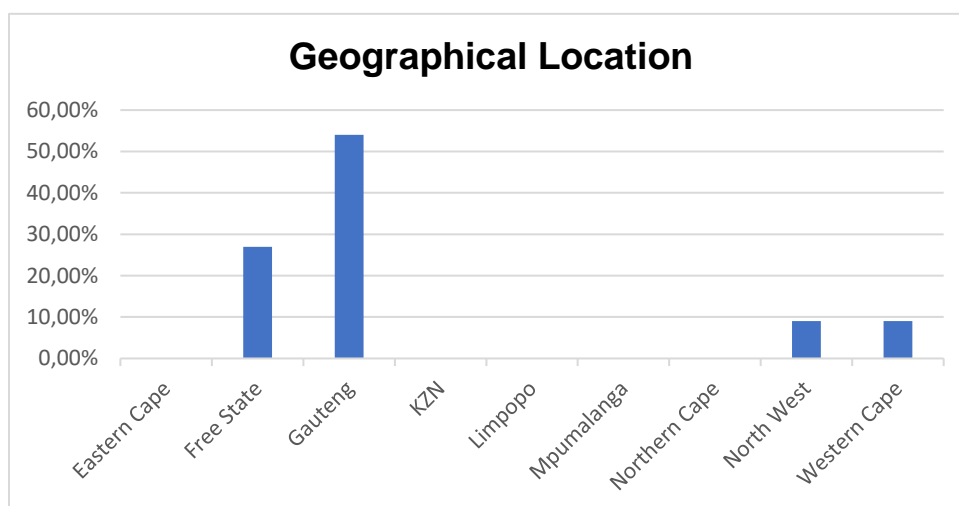 Geographical Location
60,00%
50,00%
40,00%
30,00%
20,00%
10,00%
0,00%
Eastern Cape
Free State
Gauteng
KZN
Limpopo
Mpumalanga
Northern Cape
North West
Western Cape